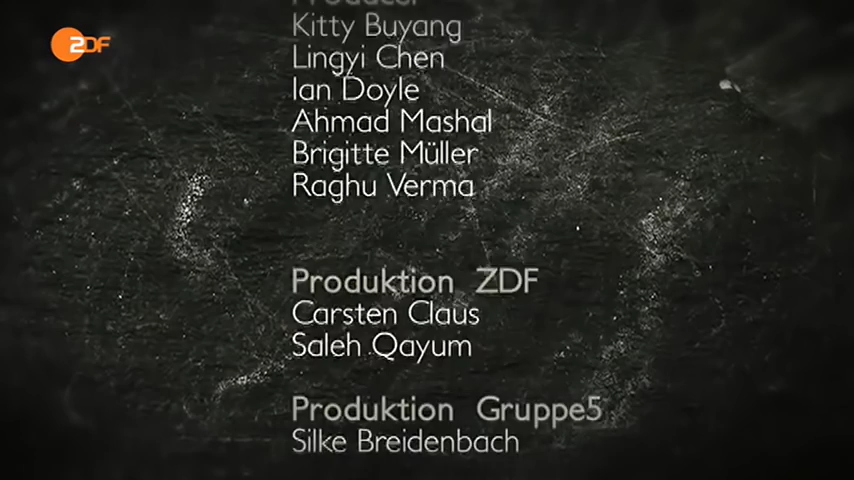 ZDF
Producer
Kitty Buyang
Lingyi Chen
Ian Doyle
Ahmad Mashal
Brigitte Müller
Raghu Verma
Produktion ZDF
Carsten Claus
Saleh Qayum
Produktion Gruppe5
Silke Breidenbach